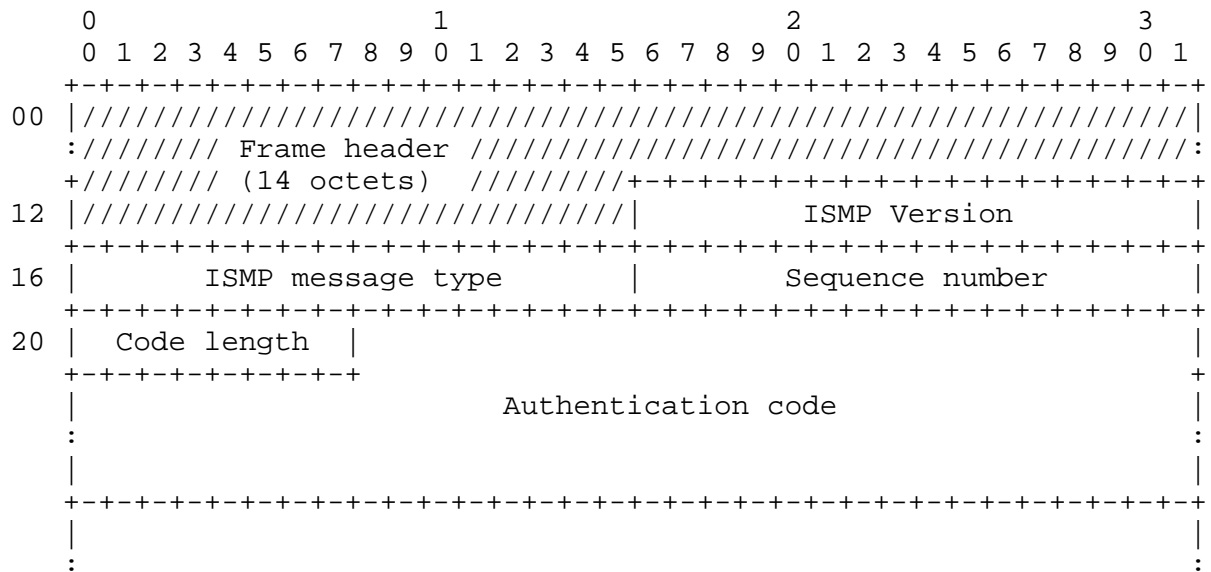 0                   1                   2                   3
    0 1 2 3 4 5 6 7 8 9 0 1 2 3 4 5 6 7 8 9 0 1 2 3 4 5 6 7 8 9 0 1
   +-+-+-+-+-+-+-+-+-+-+-+-+-+-+-+-+-+-+-+-+-+-+-+-+-+-+-+-+-+-+-+-+
00 |///////////////////////////////////////////////////////////////|
   ://////// Frame header /////////////////////////////////////////:
   +//////// (14 octets)  /////////+-+-+-+-+-+-+-+-+-+-+-+-+-+-+-+-+
12 |///////////////////////////////|         ISMP Version          |
   +-+-+-+-+-+-+-+-+-+-+-+-+-+-+-+-+-+-+-+-+-+-+-+-+-+-+-+-+-+-+-+-+
16 |       ISMP message type       |        Sequence number        |
   +-+-+-+-+-+-+-+-+-+-+-+-+-+-+-+-+-+-+-+-+-+-+-+-+-+-+-+-+-+-+-+-+
20 |  Code length  |                                               |
   +-+-+-+-+-+-+-+-+                                               +
   |                        Authentication code                    |
   :                                                               :
   |                                                               |
   +-+-+-+-+-+-+-+-+-+-+-+-+-+-+-+-+-+-+-+-+-+-+-+-+-+-+-+-+-+-+-+-+
   |                                                               |
   :                                                               :